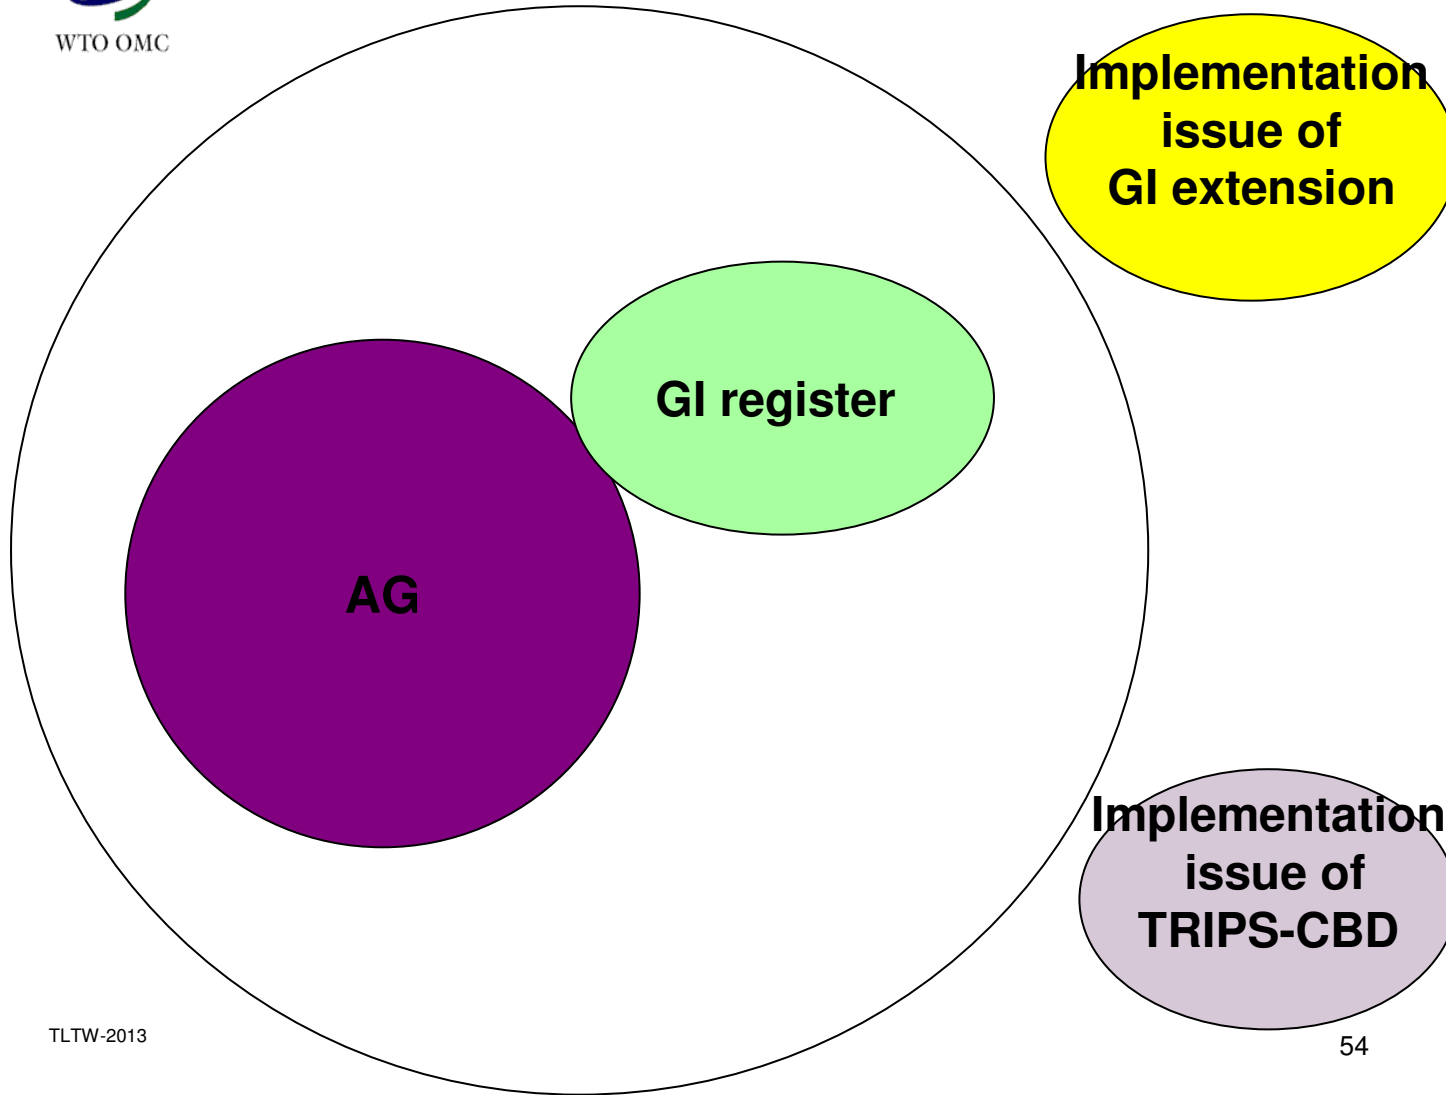 WTO OMC
Implementation
issue of
GI extension
GI register
AG
Implementation
issue of
TRIPS-CBD
TLTW-2013
54